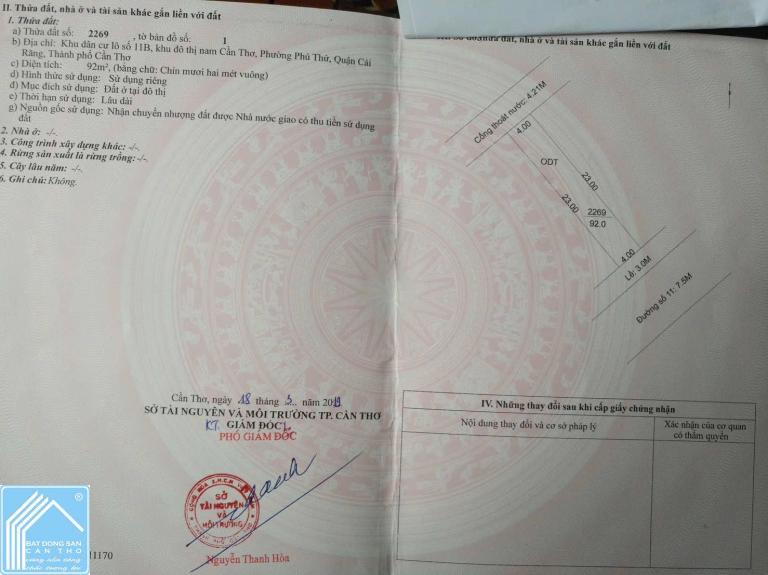 II. Thửa đất, nhà ở và tài sản khác gắn liền với đất
1. Thửa đất:
a) Thửa đất số: 2269 , tờ bản đồ số: 1
b) Địa chỉ: Khu dân cư lô số 11B, khu đô thị nam Cần Thơ, Phường Phú Thứ, Quận Cái
Răng, Thành phố Cần Thơ
c) Diện tích: 92m², (bằng chữ: Chín mươi hai mét vuông)
d) Hình thức sử dụng: Sử dụng riêng
đ) Mục đích sử dụng: Đất ở tại đô thị
e) Thời hạn sử dụng: Lâu dài
g) Nguồn gốc sử dụng: Nhận chuyển nhượng đất được Nhà nước giao có thu tiền sử dụng
đất
2. Nhà ở: -/-.
3. Công trình xây dựng khác: -/-.
4. Rừng sản xuất là rừng trồng:-/-.
5. Cây lâu năm: -/-.
6. Ghi chú: Không.
Cần Thơ, ngày 18 tháng 3 năm 2019
SỞ TÀI NGUYÊN VÀ MÔI TRƯỜNG TP. CẦN THƠ
KT. GIÁM ĐỐC
PHÓ GIÁM ĐỐC
SỞ
TÀI NGUYÊN
VÀ
MÔI TRƯỜNG
Nguyễn Thanh Hòa
®
BAT DONG SAN
CAN THO
11170
đất, nhà ở và tài sản khác gắn liền với đất
Cống thoát nước: 4.21M
4.00
ODT
23.00
23.00
2269
92.0
4.00
Lề: 3.0M
Đường số 11: 7.5M
IV. Những thay đổi sau khi cấp giấy chứng nhận
Nội dung thay đổi và cơ sở pháp lý
Xác nhận của cơ quan
có thẩm quyền